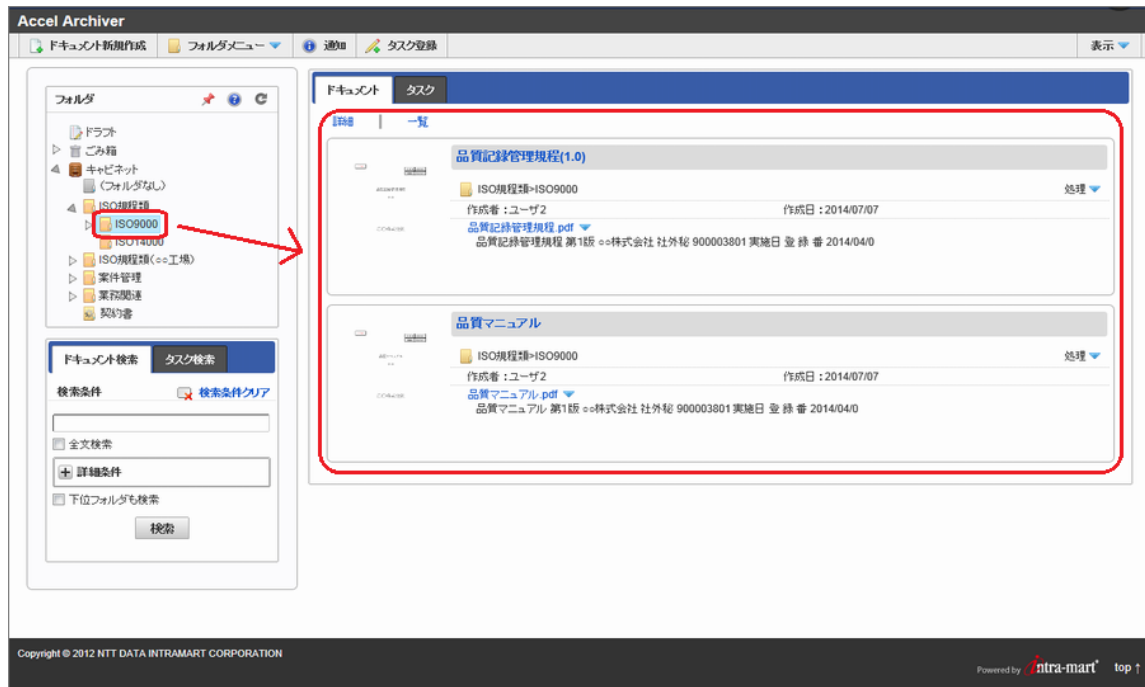 Accel Archiver
ドキュメント新規作成 フォルダメニュー 通知 タスク登録 表示
フォルダ
ドラフト
ごみ箱
キャビネット
(フォルダなし)
ISO規程類
ISO9000
ISO14000
ISO規程類(○○工場)
案件管理
業務関連
契約書
ドキュメント検索 タスク検索
検索条件 検索条件クリア
全文検索
詳細条件
下位フォルダも検索
検索
ドキュメント タスク
詳細 | 一覧
品質記録管理規程(1.0)
ISO規程類>ISO9000 処理
作成者:ユーザ2 作成日:2014/07/07
品質記録管理規程.pdf
品質記録管理規程 第1版 ○○株式会社 社外秘 900003801 実施日 登 録 番 2014/04/0
品質マニュアル
ISO規程類>ISO9000 処理
作成者:ユーザ2 作成日:2014/07/07
品質マニュアル.pdf
品質マニュアル 第1版 ○○株式会社 社外秘 900003801 実施日 登 録 番 2014/04/0
Copyright © 2012 NTT DATA INTRAMART CORPORATION
Powered by intra-mart top ↑